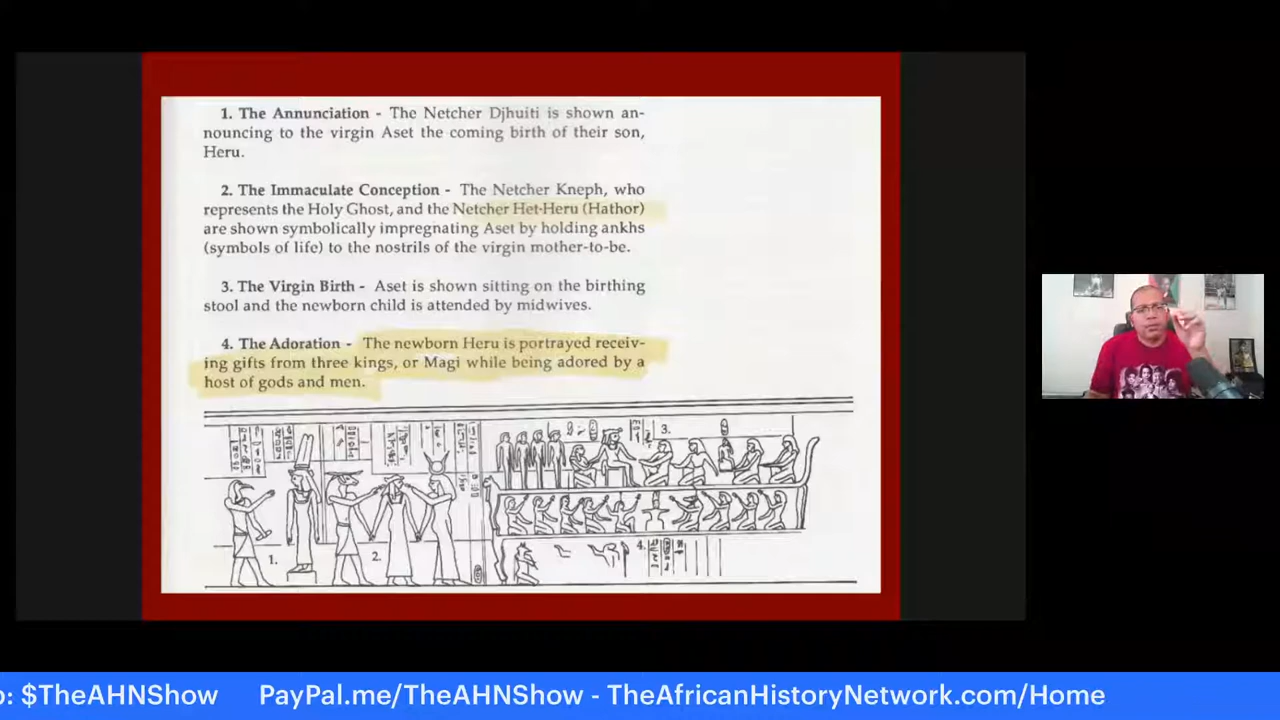 1. The Annunciation - The Netcher Djhuiti is shown an-
nouncing to the virgin Aset the coming birth of their son,
Heru.
2. The Immaculate Conception - The Netcher Kneph, who
represents the Holy Ghost, and the Netcher Het-Heru (Hathor)
are shown symbolically impregnating Aset by holding ankhs
(symbols of life) to the nostrils of the virgin mother-to-be.
3. The Virgin Birth - Aset is shown sitting on the birthing
stool and the newborn child is attended by midwives.
4. The Adoration - The newborn Heru is portrayed receiv-
ing gifts from three kings, or Magi while being adored by a
host of gods and men.
3.
1.
2.
4.
: $TheAHNShow PayPal.me/TheAHNShow - TheAfricanHistoryNetwork.com/Home